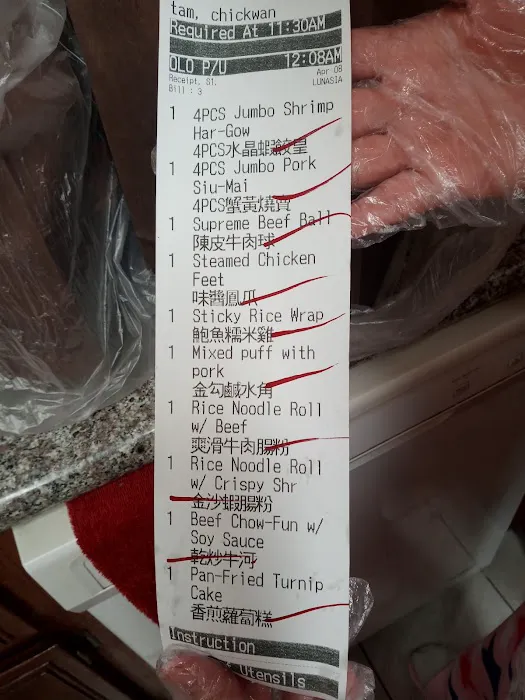 tam, chickwan
Required At 11:30AM
OLO P/U 12:08AM
Receipt, S1. Apr 08
Bill : 3 LUNASIA
1 4PCS Jumbo Shrimp
Har-Gow
4PCS水晶蝦餃皇
1 4PCS Jumbo Pork
Siu-Mai
4PCS蟹黃燒賣
1 Supreme Beef Ball
陳皮牛肉球
1 Steamed Chicken
Feet
味醬鳳爪
1 Sticky Rice Wrap
鮑魚糯米雞
1 Mixed puff with
pork
金勾鹹水角
1 Rice Noodle Roll
w/ Beef
爽滑牛肉腸粉
1 Rice Noodle Roll
w/ Crispy Shr
金沙蝦腸粉
1 Beef Chow-Fun w/
Soy Sauce
乾炒牛河
1 Pan-Fried Turnip
Cake
香煎蘿蔔糕
Instruction
Utensils